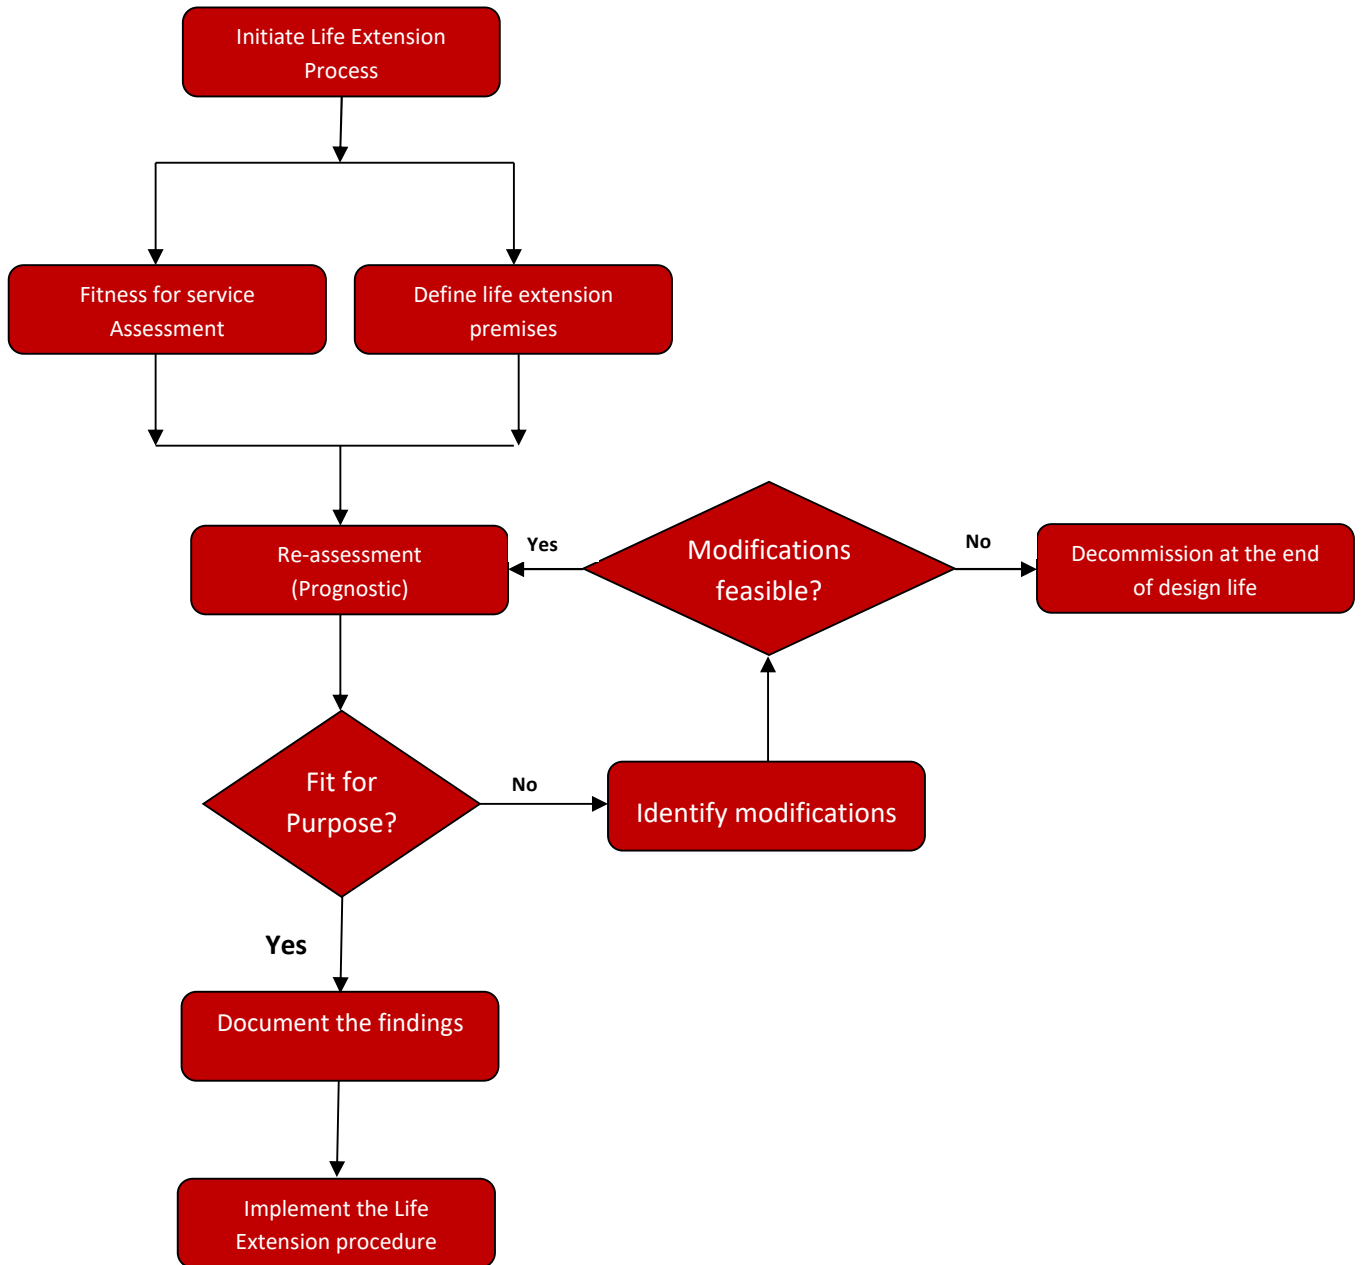 Initiate Life Extension
Process
Fitness for service
Assessment
Define life extension
premises
Re-assessment
(Prognostic)
Yes
Modifications
feasible?
No
Decommission at the end
of design life
Fit for
Purpose?
No
Identify modifications
Yes
Document the findings
Implement the Life
Extension procedure